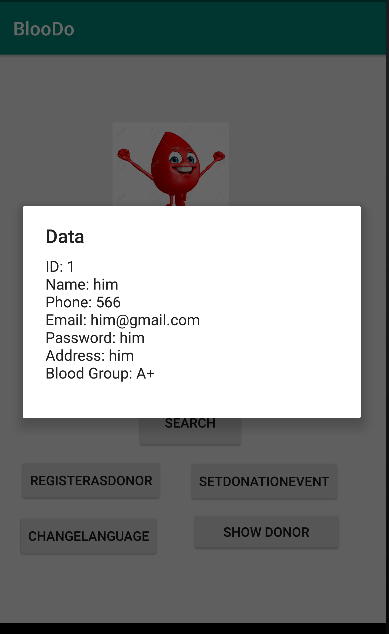 BlooDo
Data
ID: 1
Name: him
Phone: 566
Email: him@gmail.com
Password: him
Address: him
Blood Group: A+
SEARCH
REGISTERASDONOR
SETDONATIONEVENT
CHANGELANGUAGE
SHOW DONOR